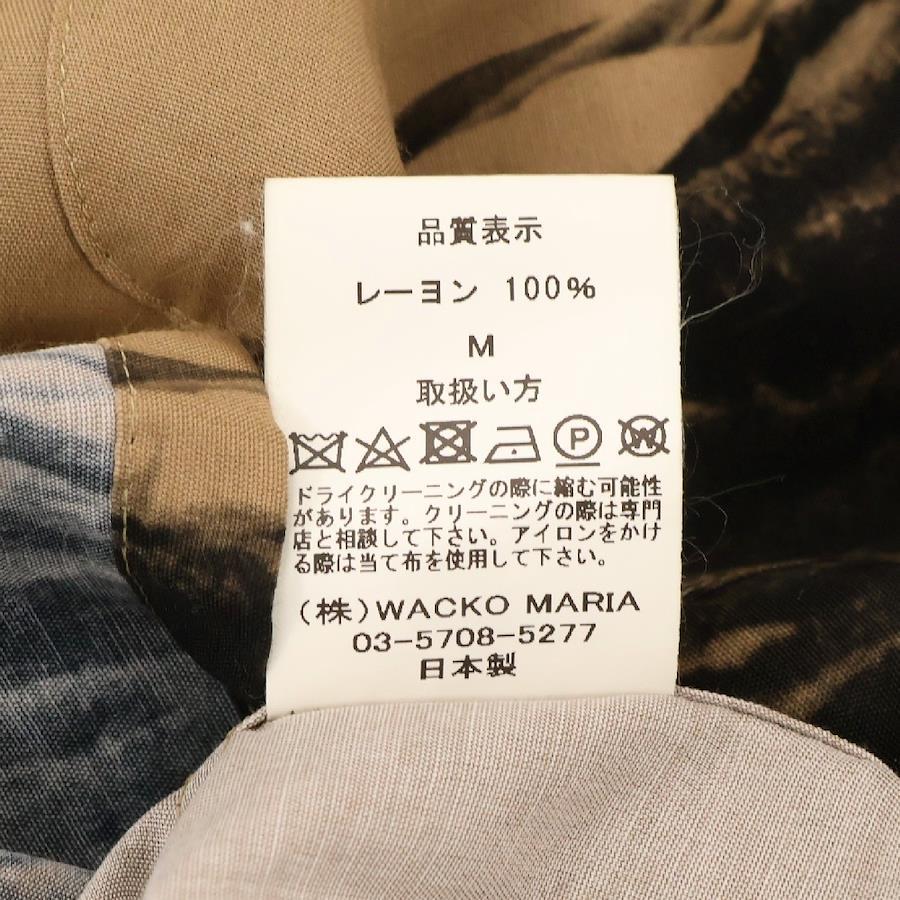 品質表示
レーヨン 100%
M
取扱い方
P W
ドライクリーニングの際に縮む可能性
があります。クリーニングの際は専門
店と相談して下さい。アイロンをかけ
る際は当て布を使用して下さい。
(株)WACKO MARIA
03-5708-5277
日本製